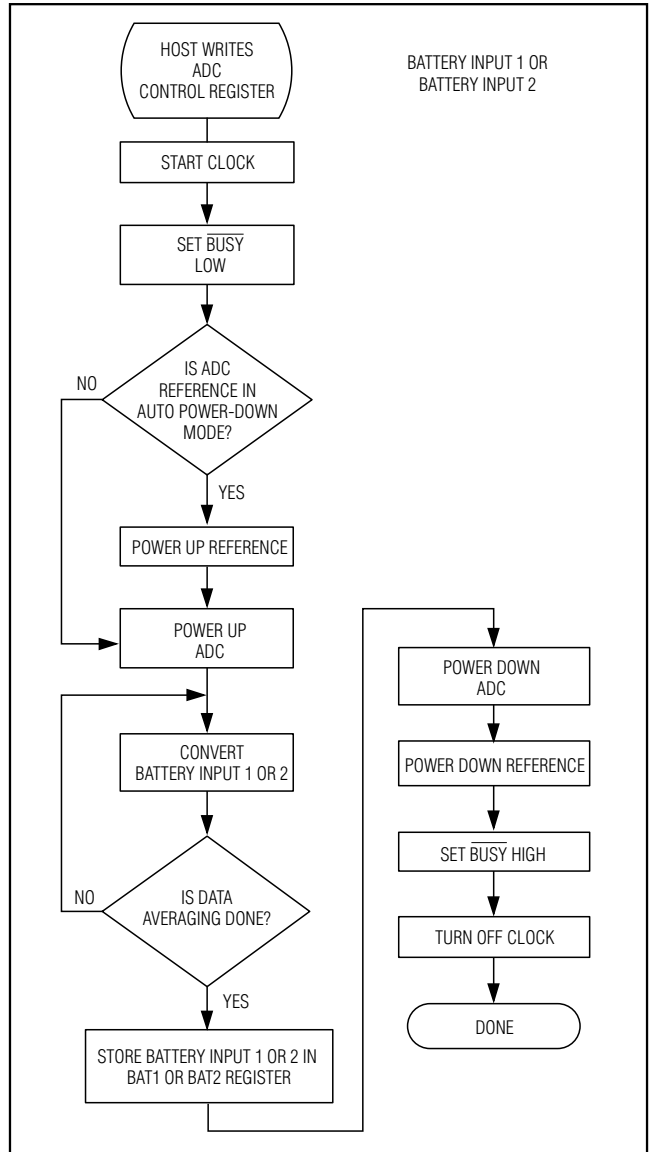 HOST WRITES
ADC
CONTROL REGISTER
BATTERY INPUT 1 OR
BATTERY INPUT 2
START CLOCK
SET B̅U̅S̅Y̅
LOW
IS ADC
REFERENCE IN
AUTO POWER-DOWN
MODE?
NO
YES
POWER UP REFERENCE
POWER UP
ADC
CONVERT
BATTERY INPUT 1 OR 2
IS DATA
AVERAGING DONE?
NO
YES
STORE BATTERY INPUT 1 OR 2 IN
BAT1 OR BAT2 REGISTER
POWER DOWN
ADC
POWER DOWN REFERENCE
SET B̅U̅S̅Y̅ HIGH
TURN OFF CLOCK
DONE